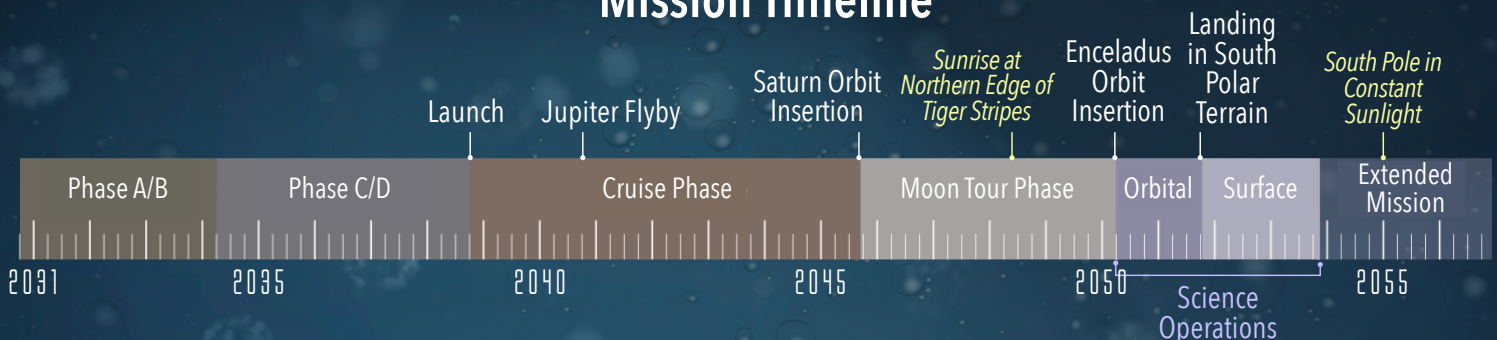 Mission Timeline
Launch
Jupiter Flyby
Saturn Orbit
Insertion
Sunrise at
Northern Edge of
Tiger Stripes
Enceladus
Orbit
Insertion
Landing
in South
Polar
Terrain
South Pole in
Constant
Sunlight
Phase A/B
Phase C/D
Cruise Phase
Moon Tour Phase
Orbital
Surface
Extended
Mission
2031
2035
2040
2045
2050
2055
Science
Operations